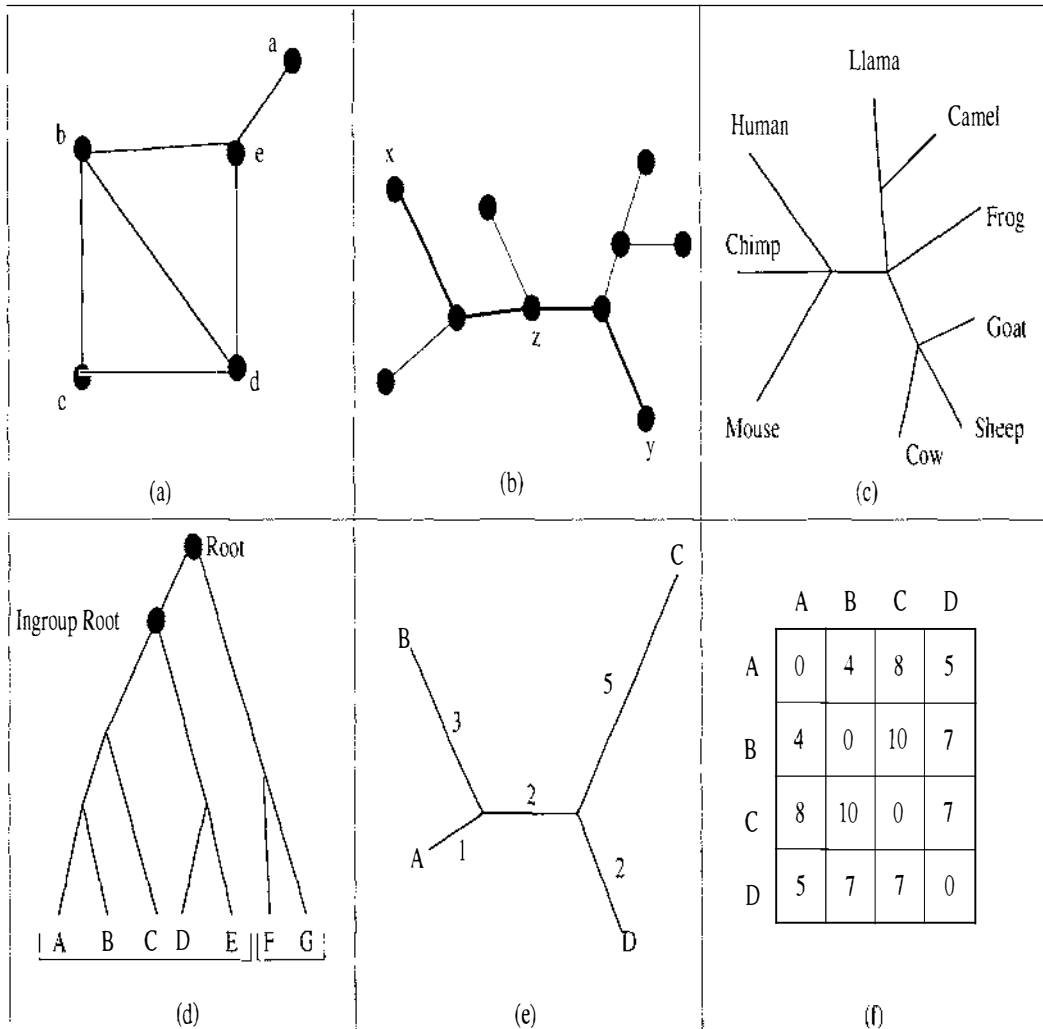 a
b
e
c
d
(a)
x
z
y
(b)
Llama
Human
Camel
Frog
Chimp
Goat
Mouse
Sheep
Cow
(c)
Root
Ingroup Root
A B C D E F G
(d)
C
B
5
3
2
A
1
2
D
(e)
A B C D
A 0 4 8 5
B 4 0 10 7
C 8 10 0 7
D 5 7 7 0
(f)